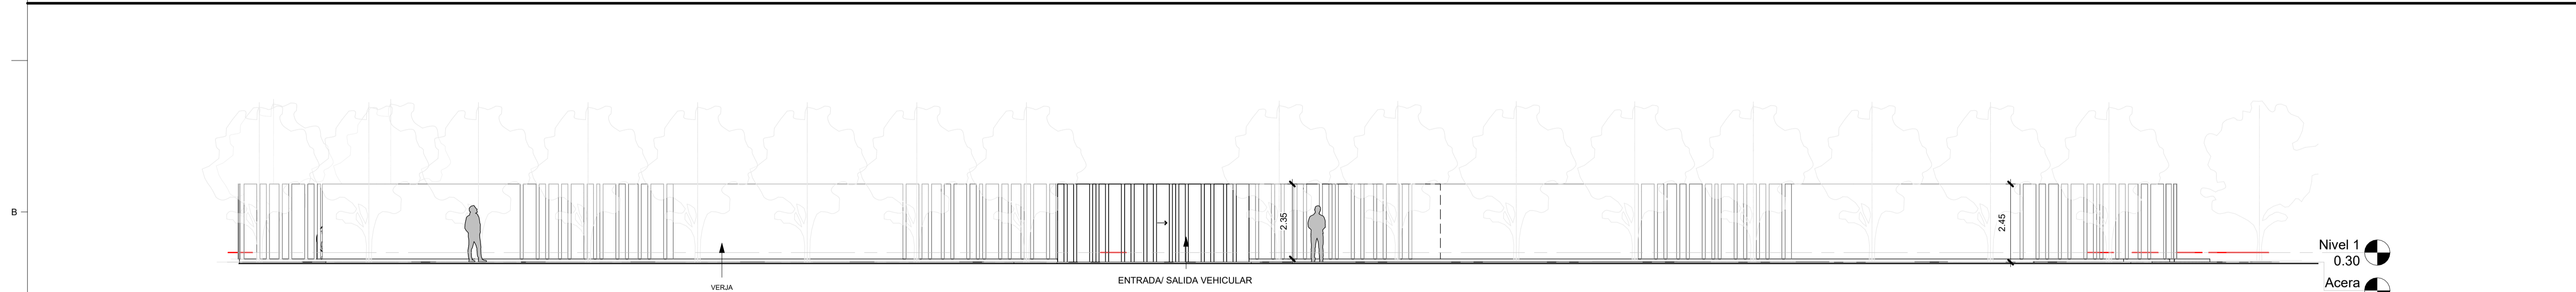 B
2.35
2.45
Nivel 1
0.30
Acera
VERJA
ENTRADA/ SALIDA VEHICULAR